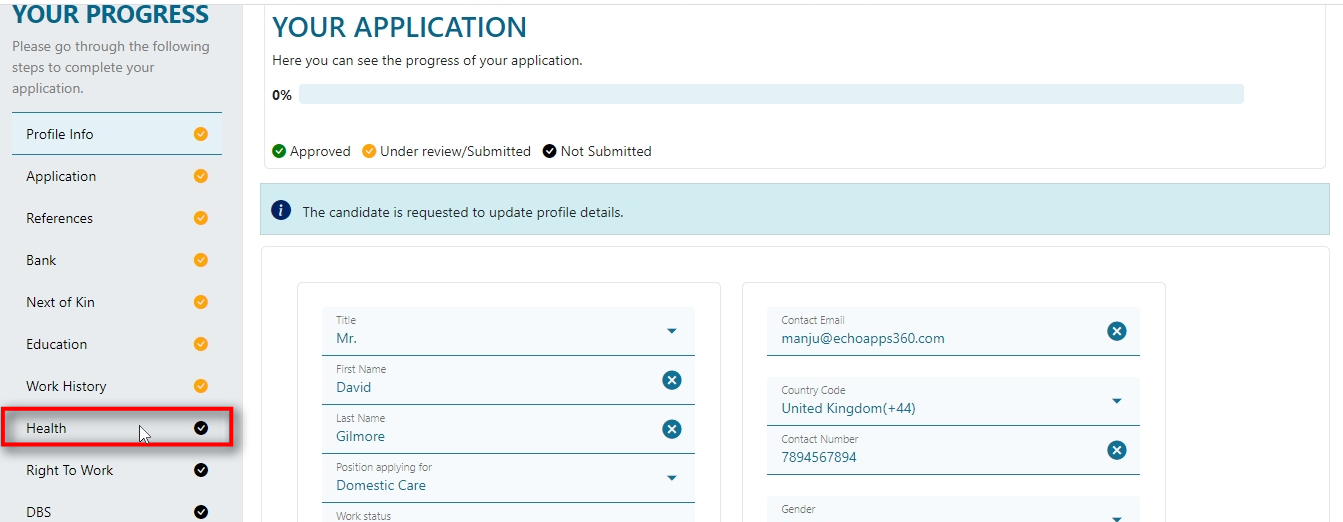 YOUR PROGRESS
Please go through the following
steps to complete your
application.
Profile Info
Application
References
Bank
Next of Kin
Education
Work History
Health
Right To Work
DBS
YOUR APPLICATION
Here you can see the progress of your application.
0%
Approved Under review/Submitted Not Submitted
The candidate is requested to update profile details.
Title
Mr.
First Name
David
Last Name
Gilmore
Position applying for
Domestic Care
Work status
Contact Email
manju@echoapps360.com
Country Code
United Kingdom(+44)
Contact Number
7894567894
Gender